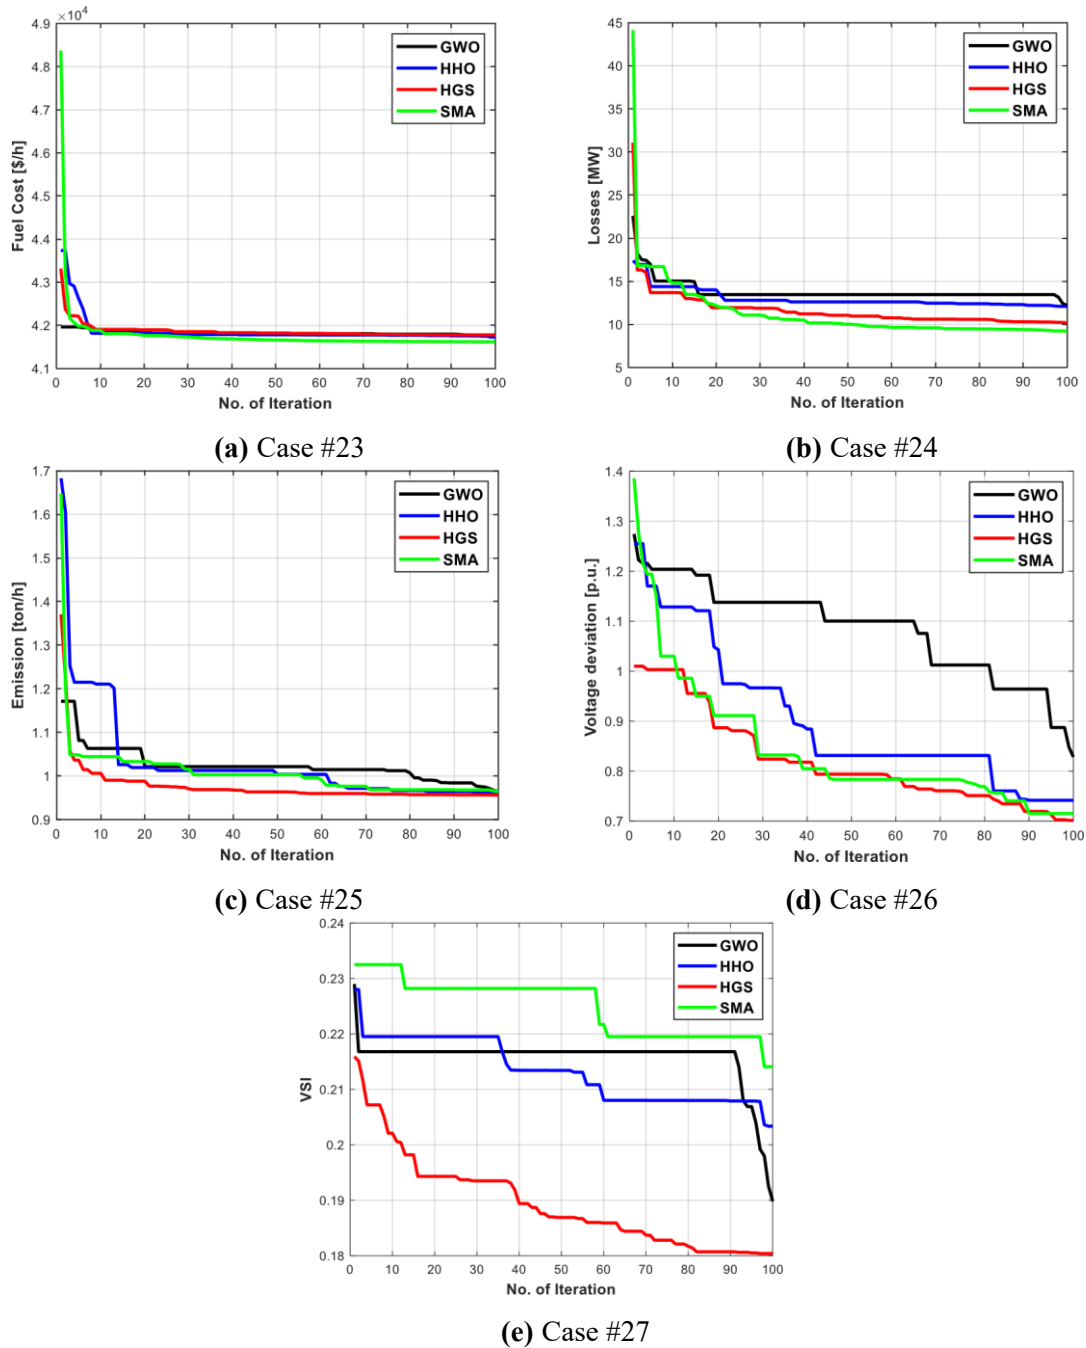 ×10⁴
4.9
4.8
4.7
4.6
4.5
4.4
4.3
4.2
4.1
Fuel Cost [$/h]
GWO
HHO
HGS
SMA
0 10 20 30 40 50 60 70 80 90 100
No. of Iteration
(a) Case #23
45
40
35
30
25
20
15
10
5
Losses [MW]
GWO
HHO
HGS
SMA
0 10 20 30 40 50 60 70 80 90 100
No. of Iteration
(b) Case #24
1.7
1.6
1.5
1.4
1.3
1.2
1.1
1
0.9
Emission [ton/h]
GWO
HHO
HGS
SMA
0 10 20 30 40 50 60 70 80 90 100
No. of Iteration
(c) Case #25
1.4
1.3
1.2
1.1
1
0.9
0.8
0.7
Voltage deviation [p.u.]
GWO
HHO
HGS
SMA
0 10 20 30 40 50 60 70 80 90 100
No. of Iteration
(d) Case #26
0.24
0.23
0.22
0.21
0.2
0.19
0.18
VSI
GWO
HHO
HGS
SMA
0 10 20 30 40 50 60 70 80 90 100
No. of Iteration
(e) Case #27